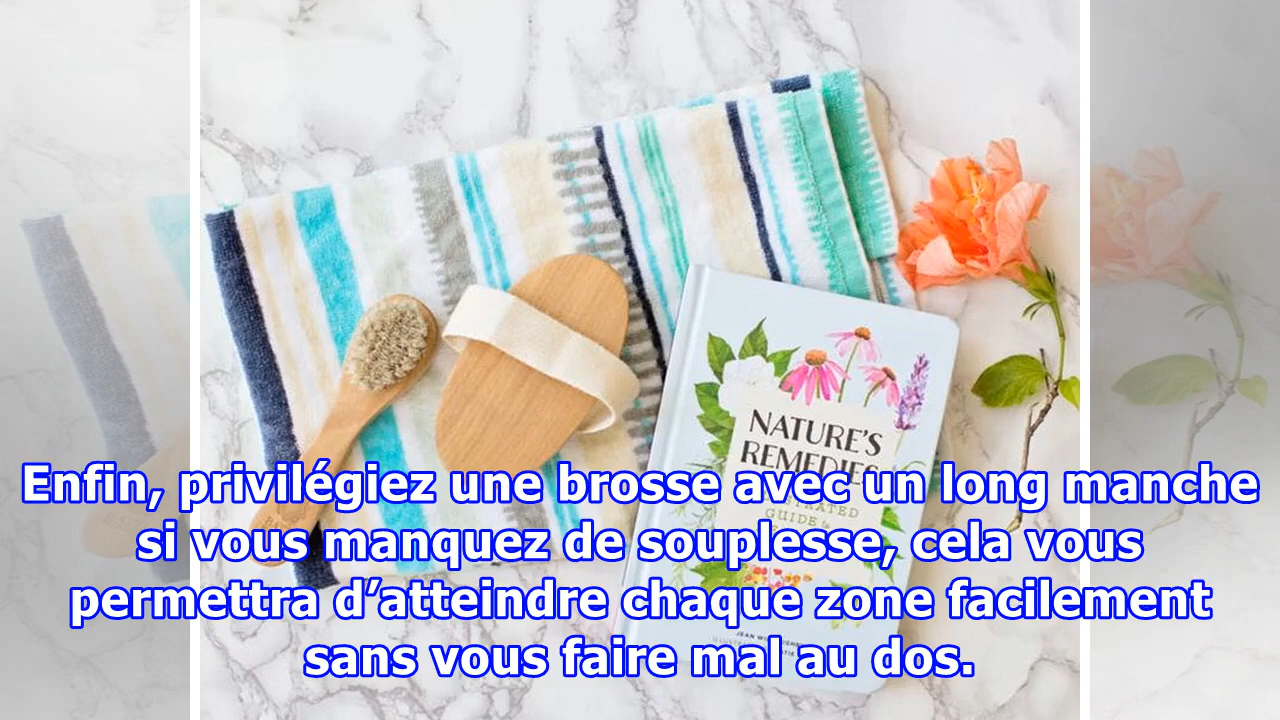 NATURE'S
REMEDIES
GUIDE
Enfin, privilégiez une brosse avec un long manche
si vous manquez de souplesse, cela vous
permettra d’atteindre chaque zone facilement
sans vous faire mal au dos.